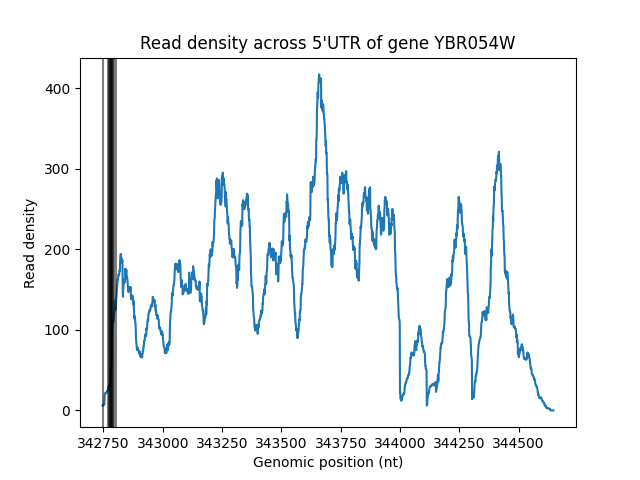 Read density across 5'UTR of gene YBR054W
400
300
200
100
0
Read density
342750 343000 343250 343500 343750 344000 344250 344500
Genomic position (nt)